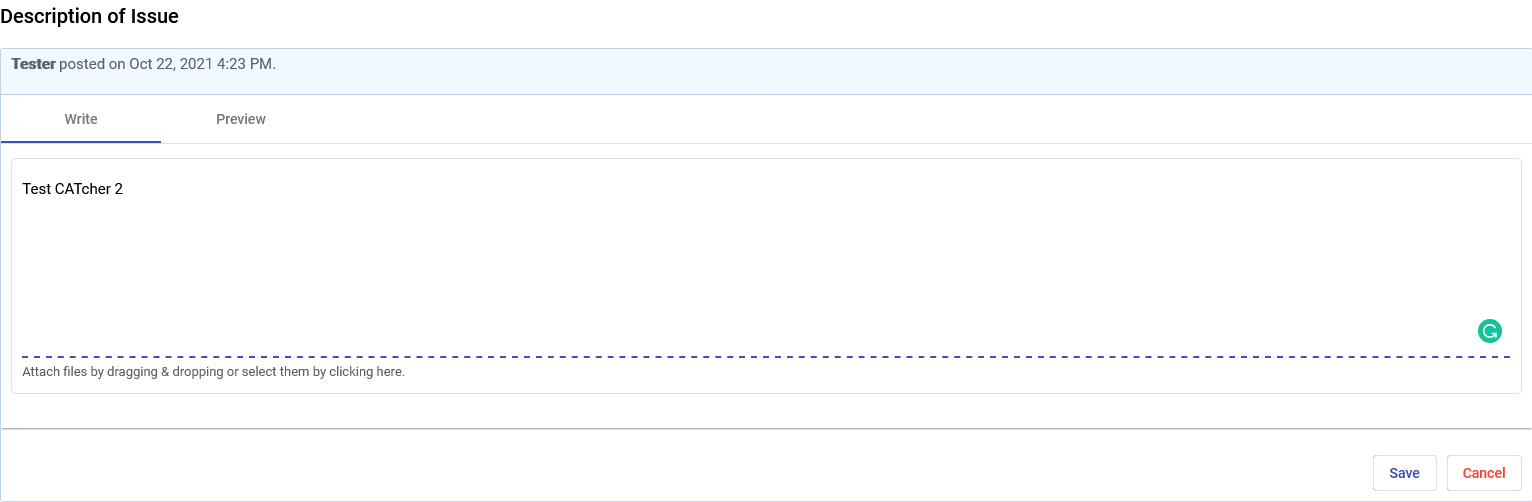 Description of Issue
Tester posted on Oct 22, 2021 4:23 PM.
Write Preview
Test CATcher 2
Attach files by dragging & dropping or select them by clicking here.
Save Cancel